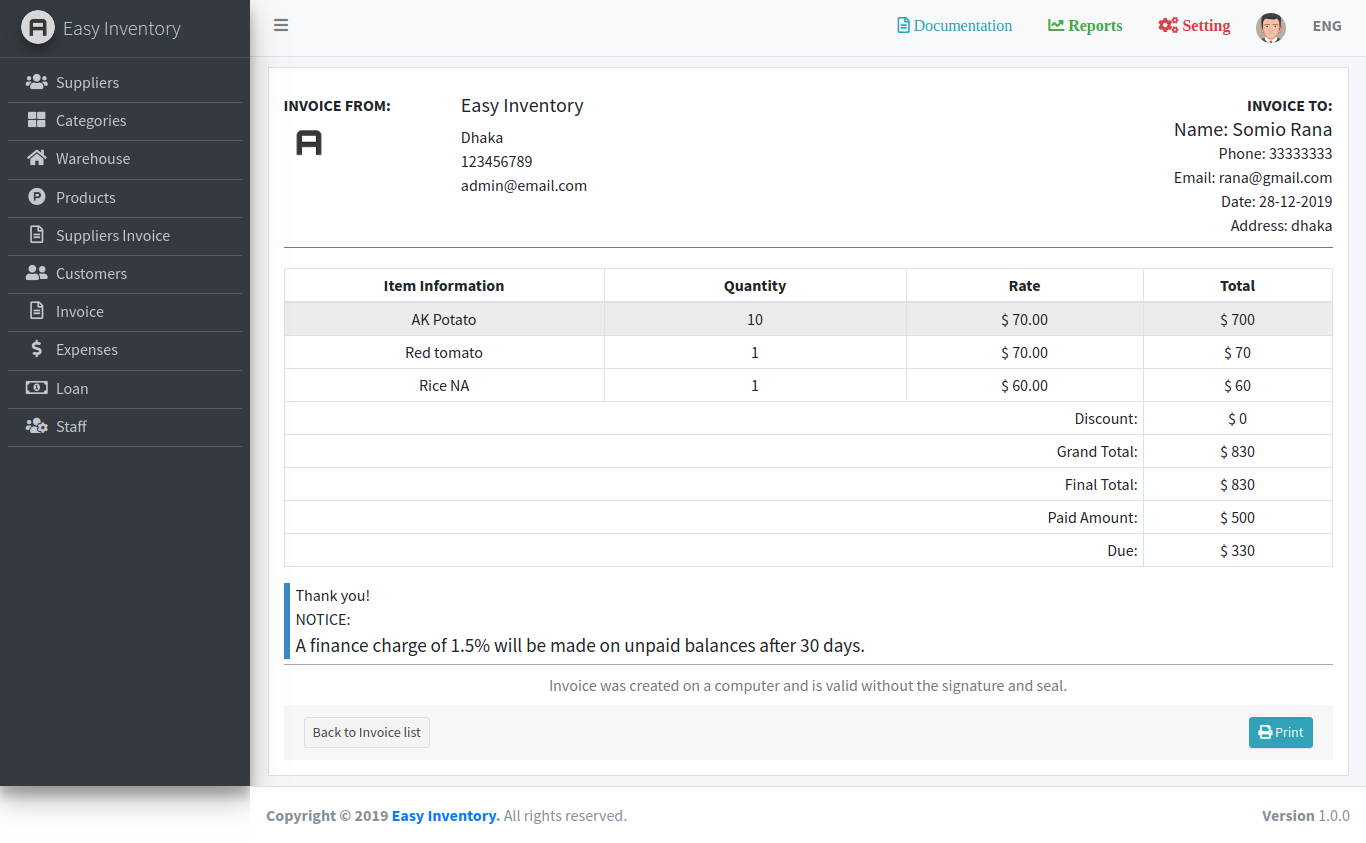 Easy Inventory
Documentation Reports Setting ENG
Suppliers
Categories
Warehouse
Products
Suppliers Invoice
Customers
Invoice
Expenses
Loan
Staff
INVOICE FROM:
Easy Inventory
Dhaka
123456789
admin@email.com
INVOICE TO:
Name: Somio Rana
Phone: 33333333
Email: rana@gmail.com
Date: 28-12-2019
Address: dhaka
Item Information Quantity Rate Total
AK Potato 10 $ 70.00 $ 700
Red tomato 1 $ 70.00 $ 70
Rice NA 1 $ 60.00 $ 60
Discount: $ 0
Grand Total: $ 830
Final Total: $ 830
Paid Amount: $ 500
Due: $ 330
Thank you!
NOTICE:
A finance charge of 1.5% will be made on unpaid balances after 30 days.
Invoice was created on a computer and is valid without the signature and seal.
Back to Invoice list Print
Copyright © 2019 Easy Inventory. All rights reserved. Version 1.0.0